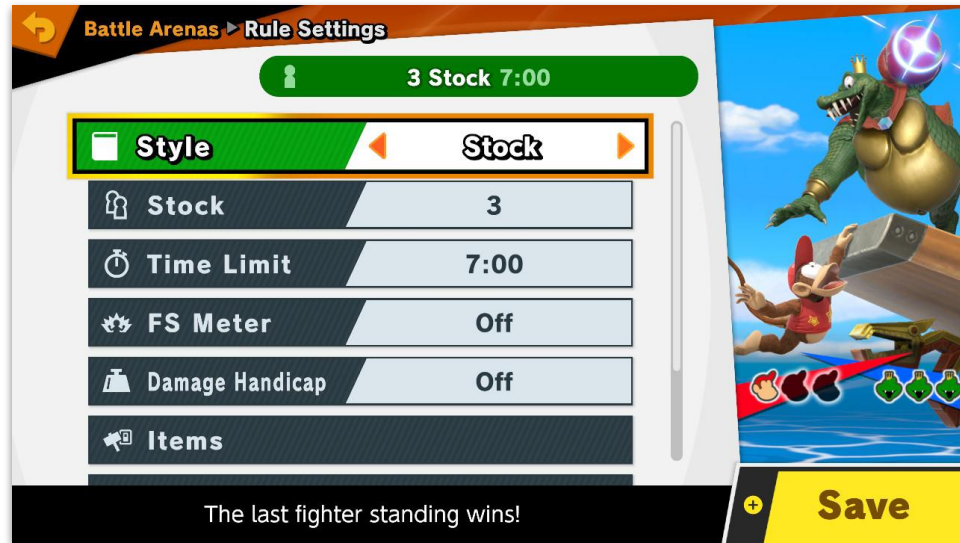 Battle Arenas ▶ Rule Settings
3 Stock 7:00
Style Stock
Stock 3
Time Limit 7:00
FS Meter Off
Damage Handicap Off
Items
The last fighter standing wins!
+ Save